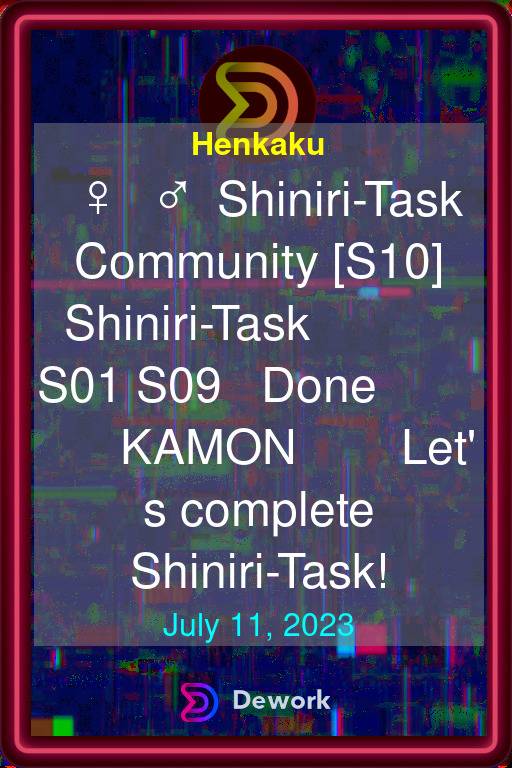 Henkaku
♀ ♂ Shiniri-Task
Community [S10]
Shiniri-Task
S01 S09 Done
KAMON Let'
s complete
Shiniri-Task!
July 11, 2023
Dework